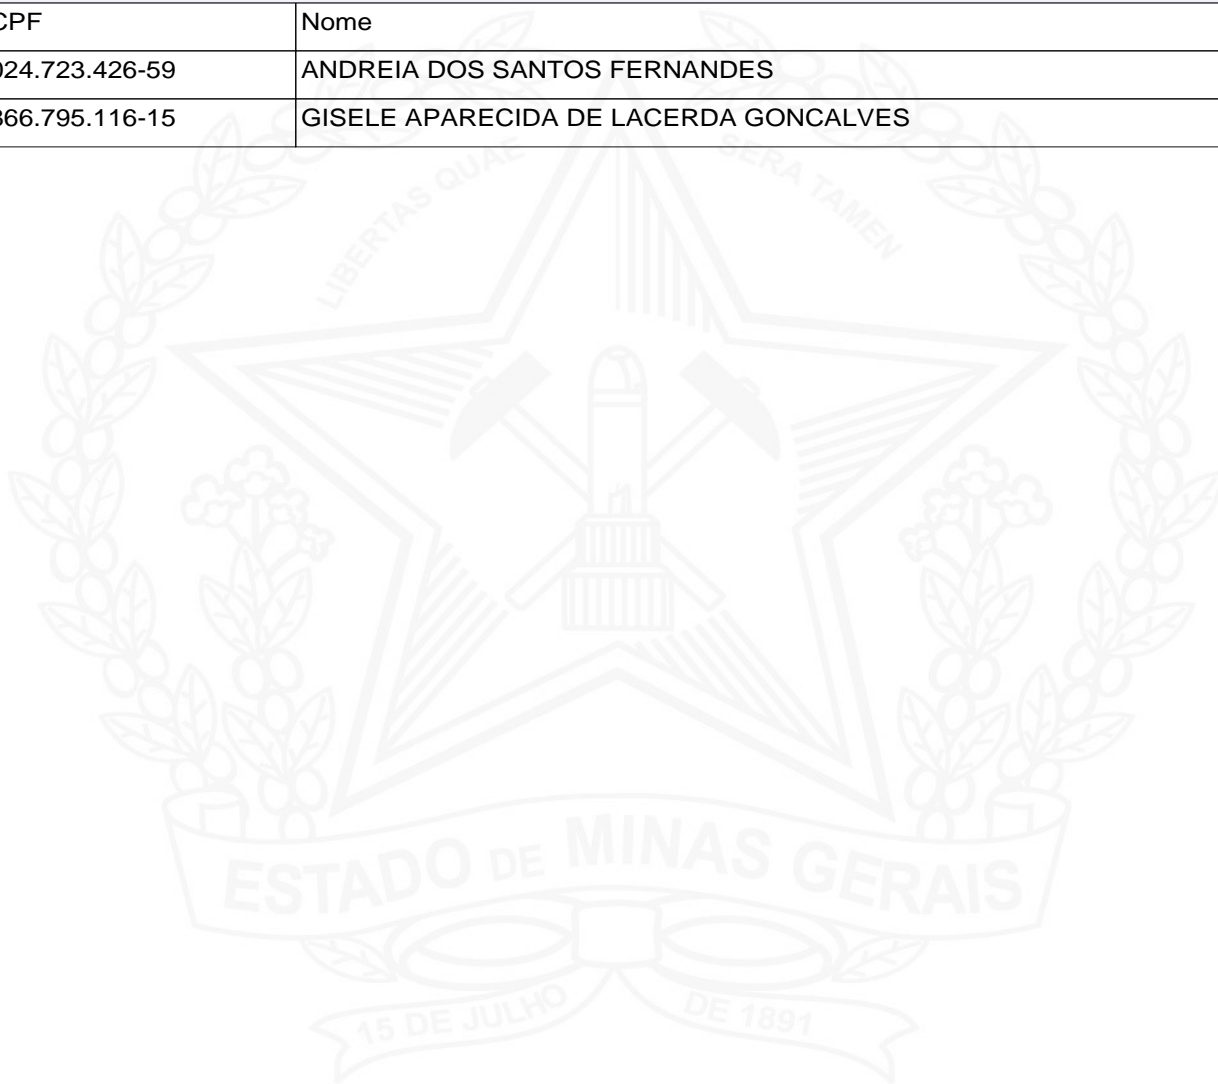 CPF Nome
024.723.426-59 ANDREIA DOS SANTOS FERNANDES
866.795.116-15 GISELE APARECIDA DE LACERDA GONCALVES
LIBERTAS QUAE SERA TAMEN
ESTADO DE MINAS GERAIS
15 DE JULHO DE 1891